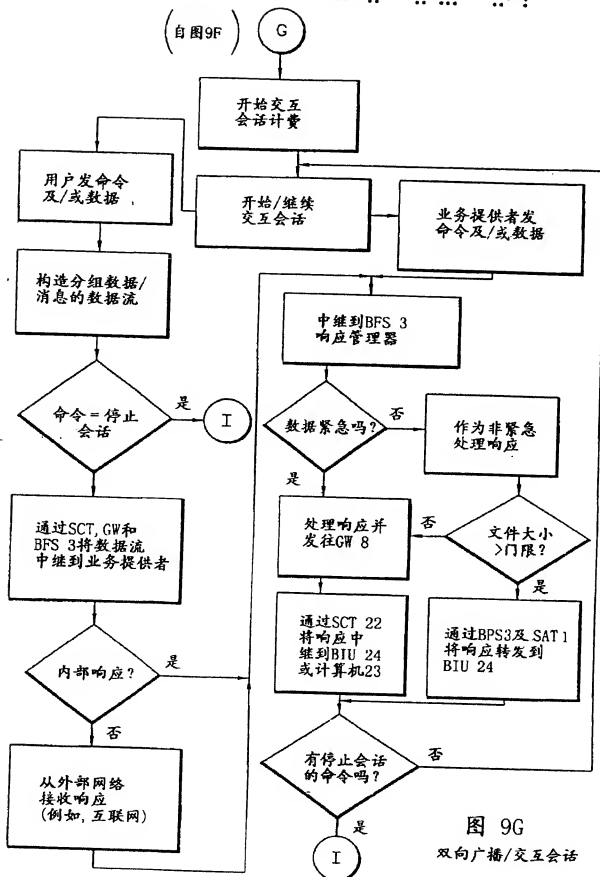 (自图9F)
G
开始交互
会话计费
用户发命令
及/或数据
开始/继续
交互会话
业务提供者发
命令及/或数据
构造分组数据/
消息的数据流
中继到BFS 3
响应管理器
命令=停止
会话
是
I
数据紧急吗?
否
作为非紧急
处理响应
是
通过SCT,GW和
BFS 3将数据流
中继到业务提供者
处理响应并
发往GW 8
否
文件大小
>门限?
是
内部响应?
是
通过SCT 22
将响应中
继到BIU 24
或计算机23
通过BPS3及SAT1
将响应转发到
BIU 24
否
从外部网络
接收响应
(例如,互联网)
有停止会话
的命令吗?
否
是
I
图 9G
双向广播/交互会话